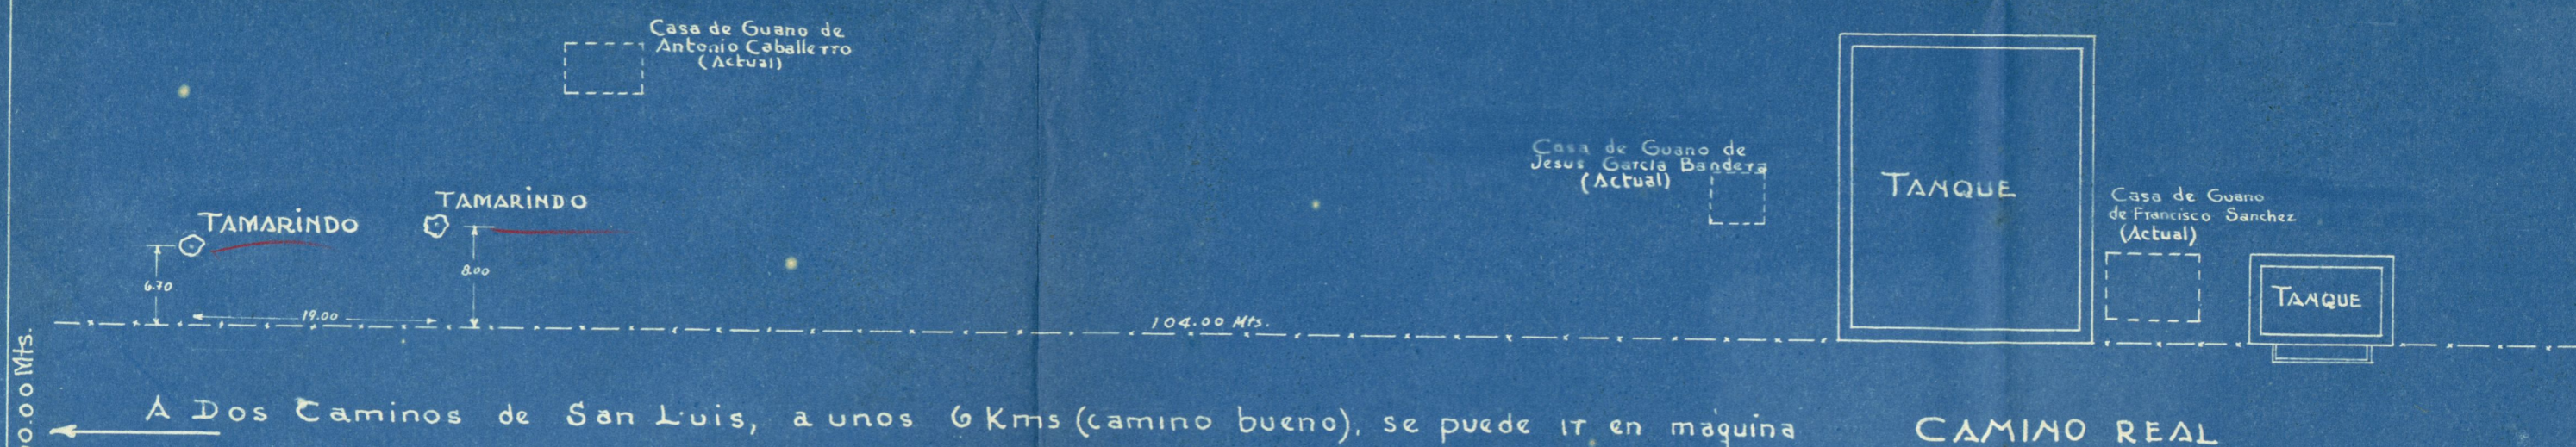 Casa de Guano de
Antonio Caballerro
(Actual)
Casa de Guano de
Jesus Garcia Bandera
(Actual)
TANQUE
Casa de Guano
de Francisco Sanchez
(Actual)
TANQUE
TAMARINDO
TAMARINDO
6.70
8.00
19.00
104.00 Mts.
0.00 Mts.
A Dos Caminos de San Luis, a unos 6 Kms (camino bueno), se puede ir en máquina
CAMINO REAL